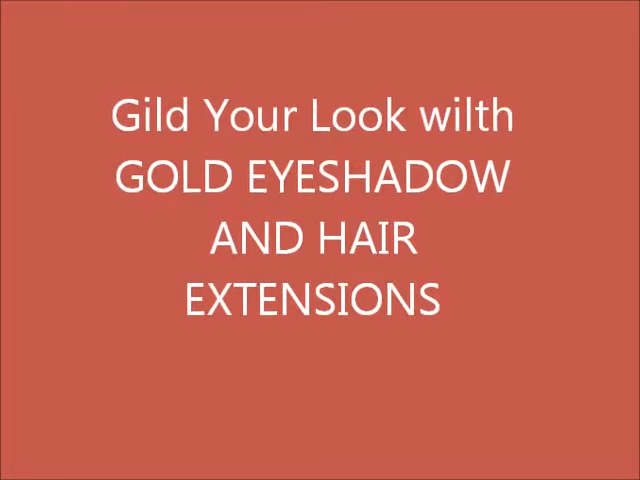 Gild Your Look wilth
GOLD EYESHADOW
AND HAIR
EXTENSIONS